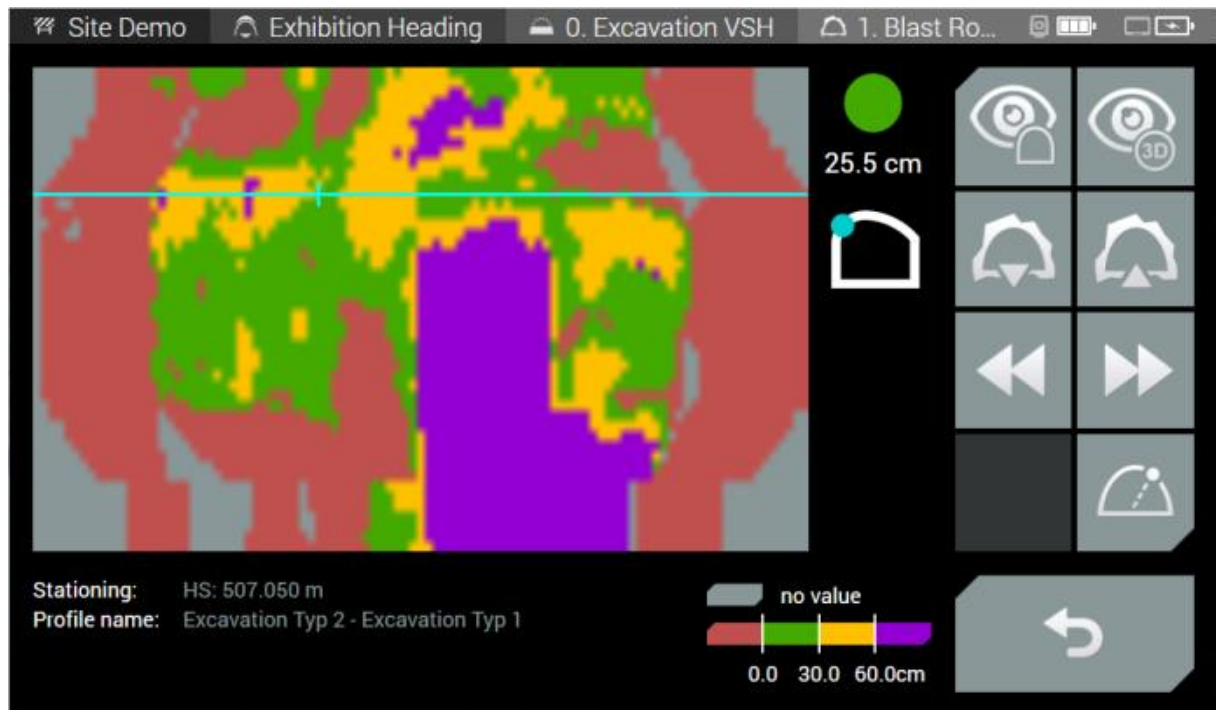 Site Demo
Exhibition Heading
0. Excavation VSH
1. Blast Ro...
25.5 cm
3D
Stationing: HS: 507.050 m
Profile name: Excavation Typ 2 - Excavation Typ 1
no value
0.0 30.0 60.0cm